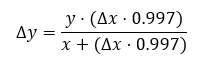 Δy = y · (Δx · 0.997) / x + (Δx · 0.997)